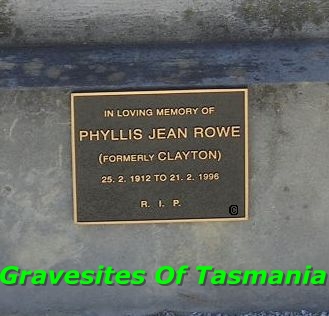 IN LOVING MEMORY OF
PHYLLIS JEAN ROWE
(FORMERLY CLAYTON)
25. 2. 1912 TO 21. 2. 1996
R. I. P.
©
Gravesites Of Tasmania